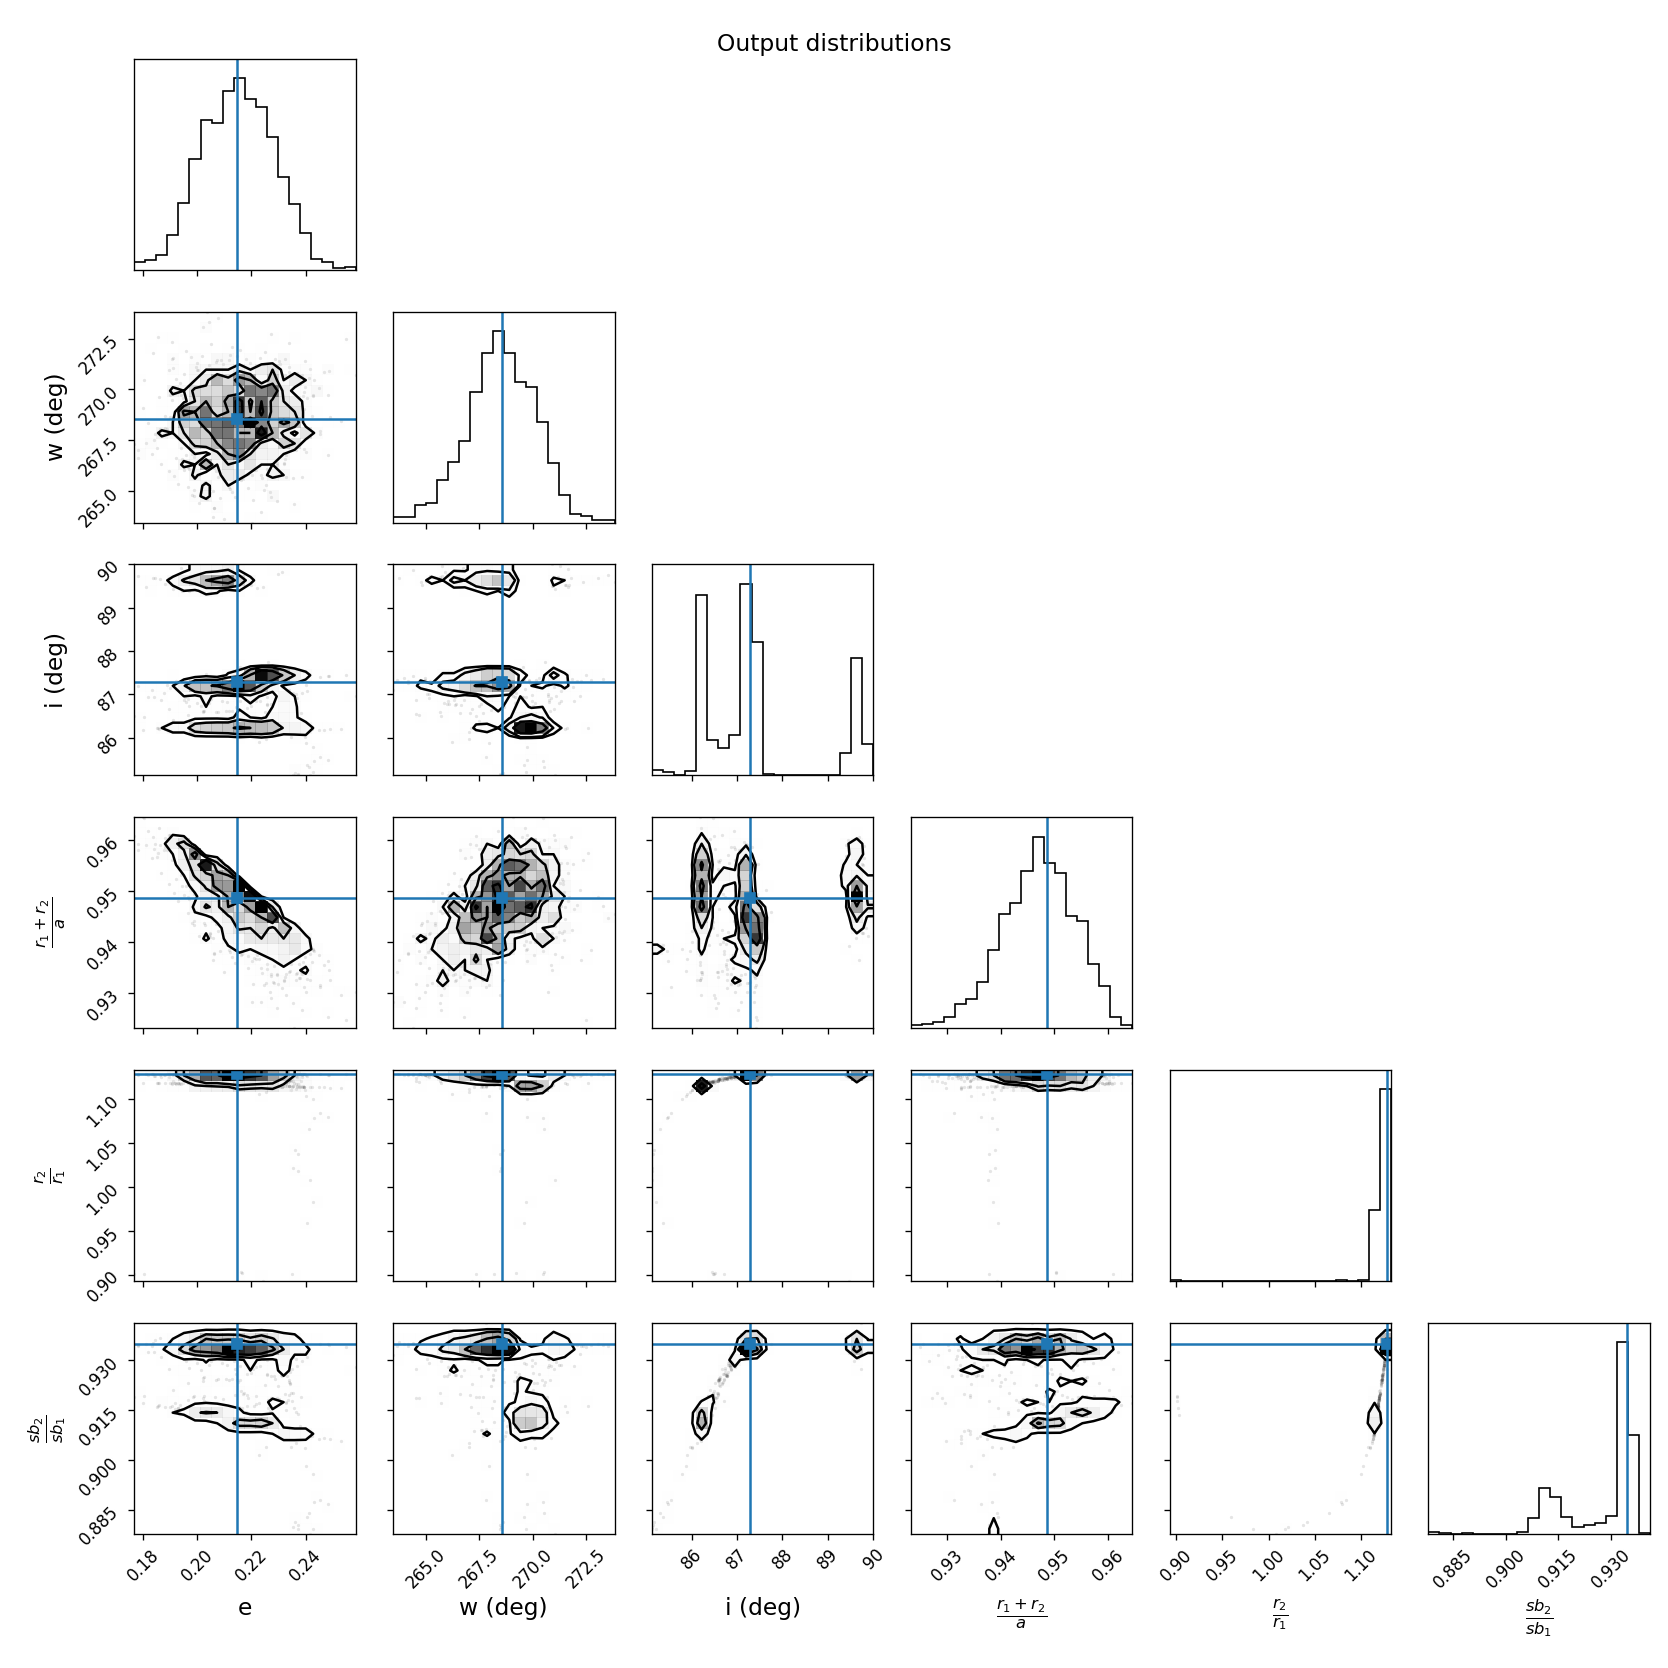 Output distributions
272.5
270.0
267.5
265.0
w (deg)
90
89
88
87
86
i (deg)
0.96
0.95
0.94
0.93
r₁ + r₂
a
1.10
1.05
1.00
0.95
0.90
r₂
r₁
0.930
0.915
0.900
0.885
sb₂
sb₁
0.18 0.20 0.22 0.24 265.0 267.5 270.0 272.5 86 87 88 89 90 0.93 0.94 0.95 0.96 0.90 0.95 1.00 1.05 1.10 0.885 0.900 0.915 0.930
e w (deg) i (deg) r₁ + r₂ r₂ sb₂
a r₁ sb₁